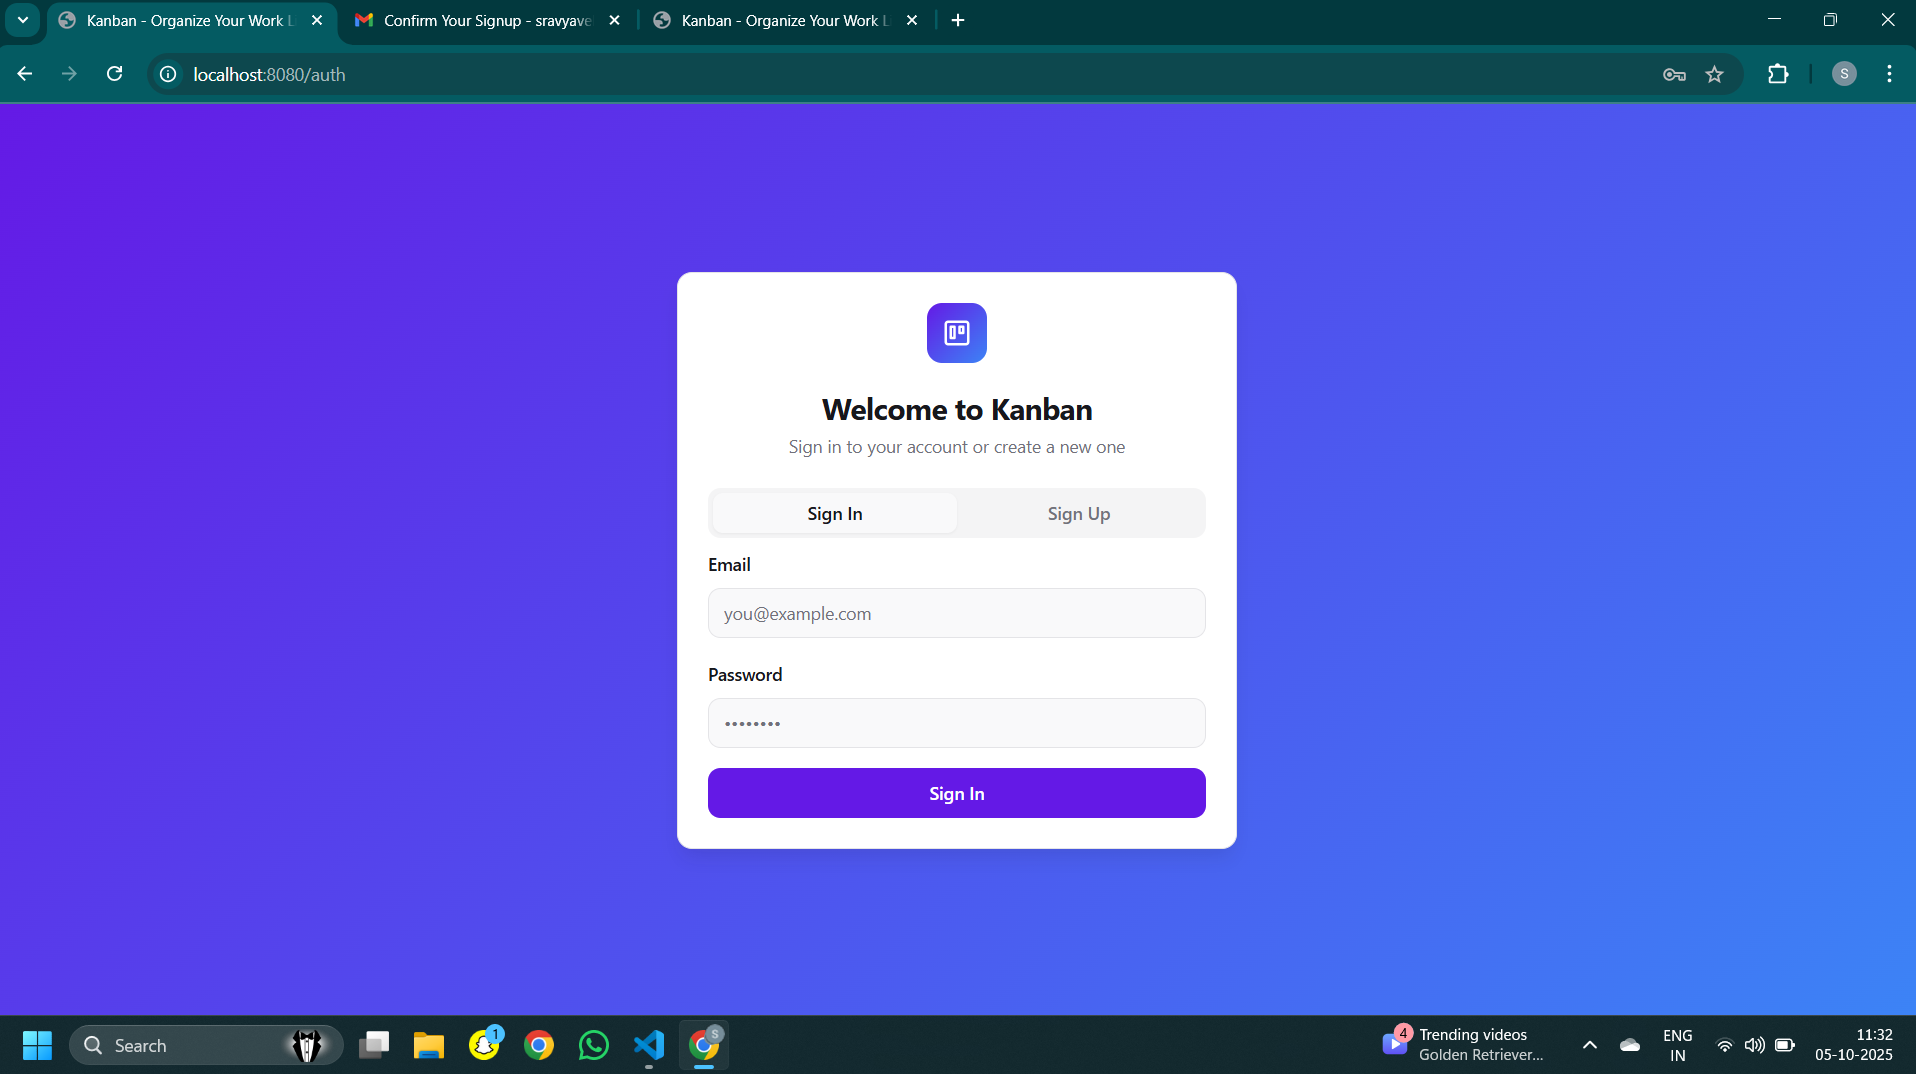 Kanban - Organize Your Work L
Confirm Your Signup - sravyave
Kanban - Organize Your Work L
localhost:8080/auth
S
Welcome to Kanban
Sign in to your account or create a new one
Sign In
Sign Up
Email
you@example.com
Password
••••••••
Sign In
Search
1
S
4
Trending videos
Golden Retriever...
ENG
IN
11:32
05-10-2025